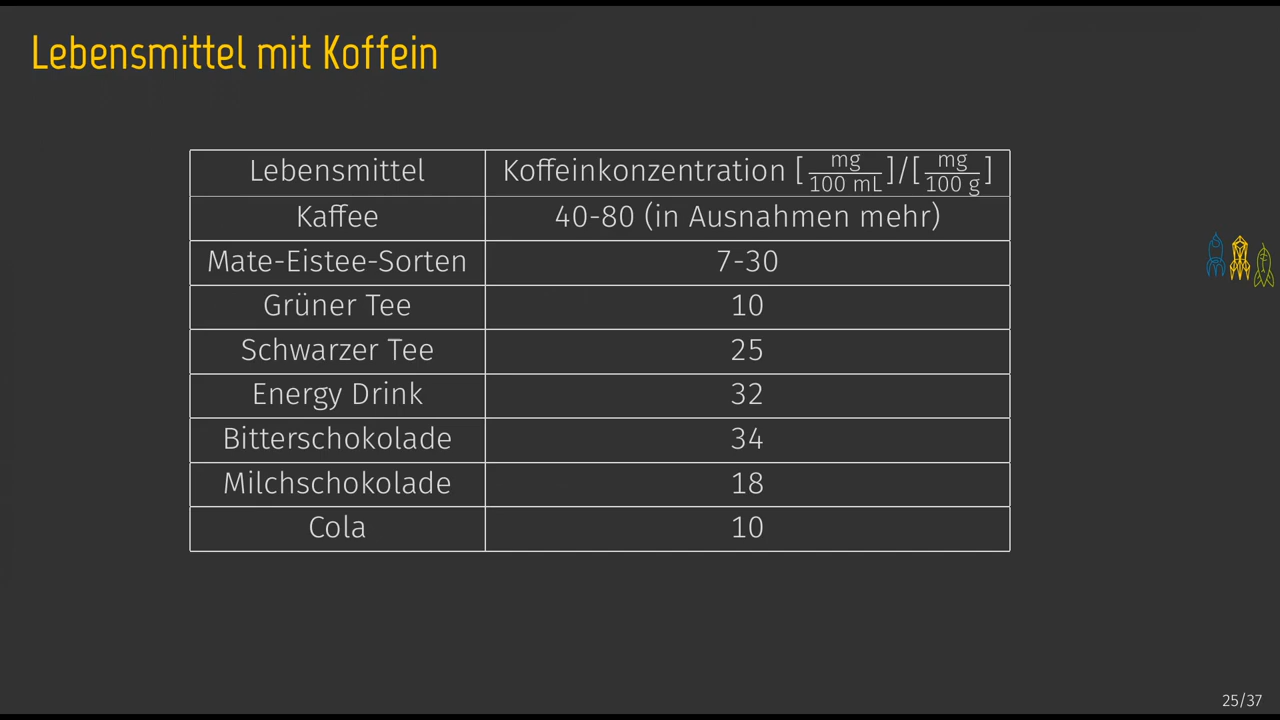 Lebensmittel mit Koffein
Lebensmittel Koffeinkonzentration [mg/100 mL]/[mg/100 g]
Kaffee 40-80 (in Ausnahmen mehr)
Mate-Eistee-Sorten 7-30
Grüner Tee 10
Schwarzer Tee 25
Energy Drink 32
Bitterschokolade 34
Milchschokolade 18
Cola 10
25/37